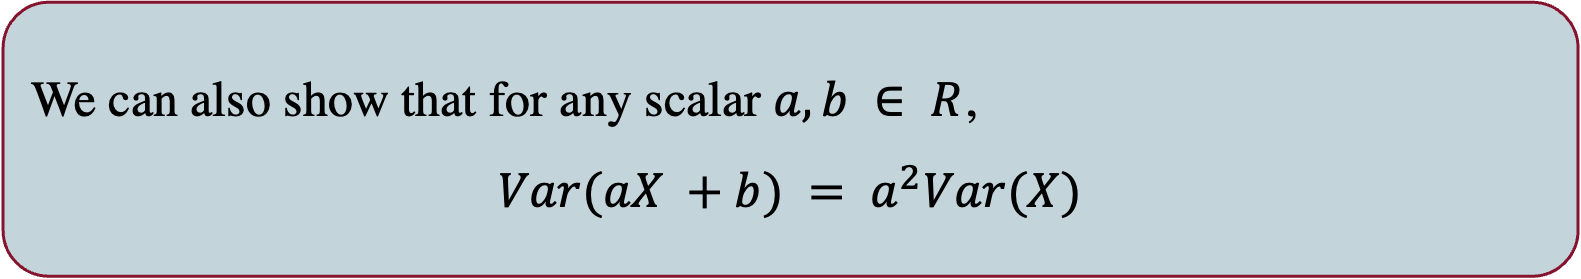 We can also show that for any scalar a, b ∈ R,
Var(aX + b) = a²Var(X)